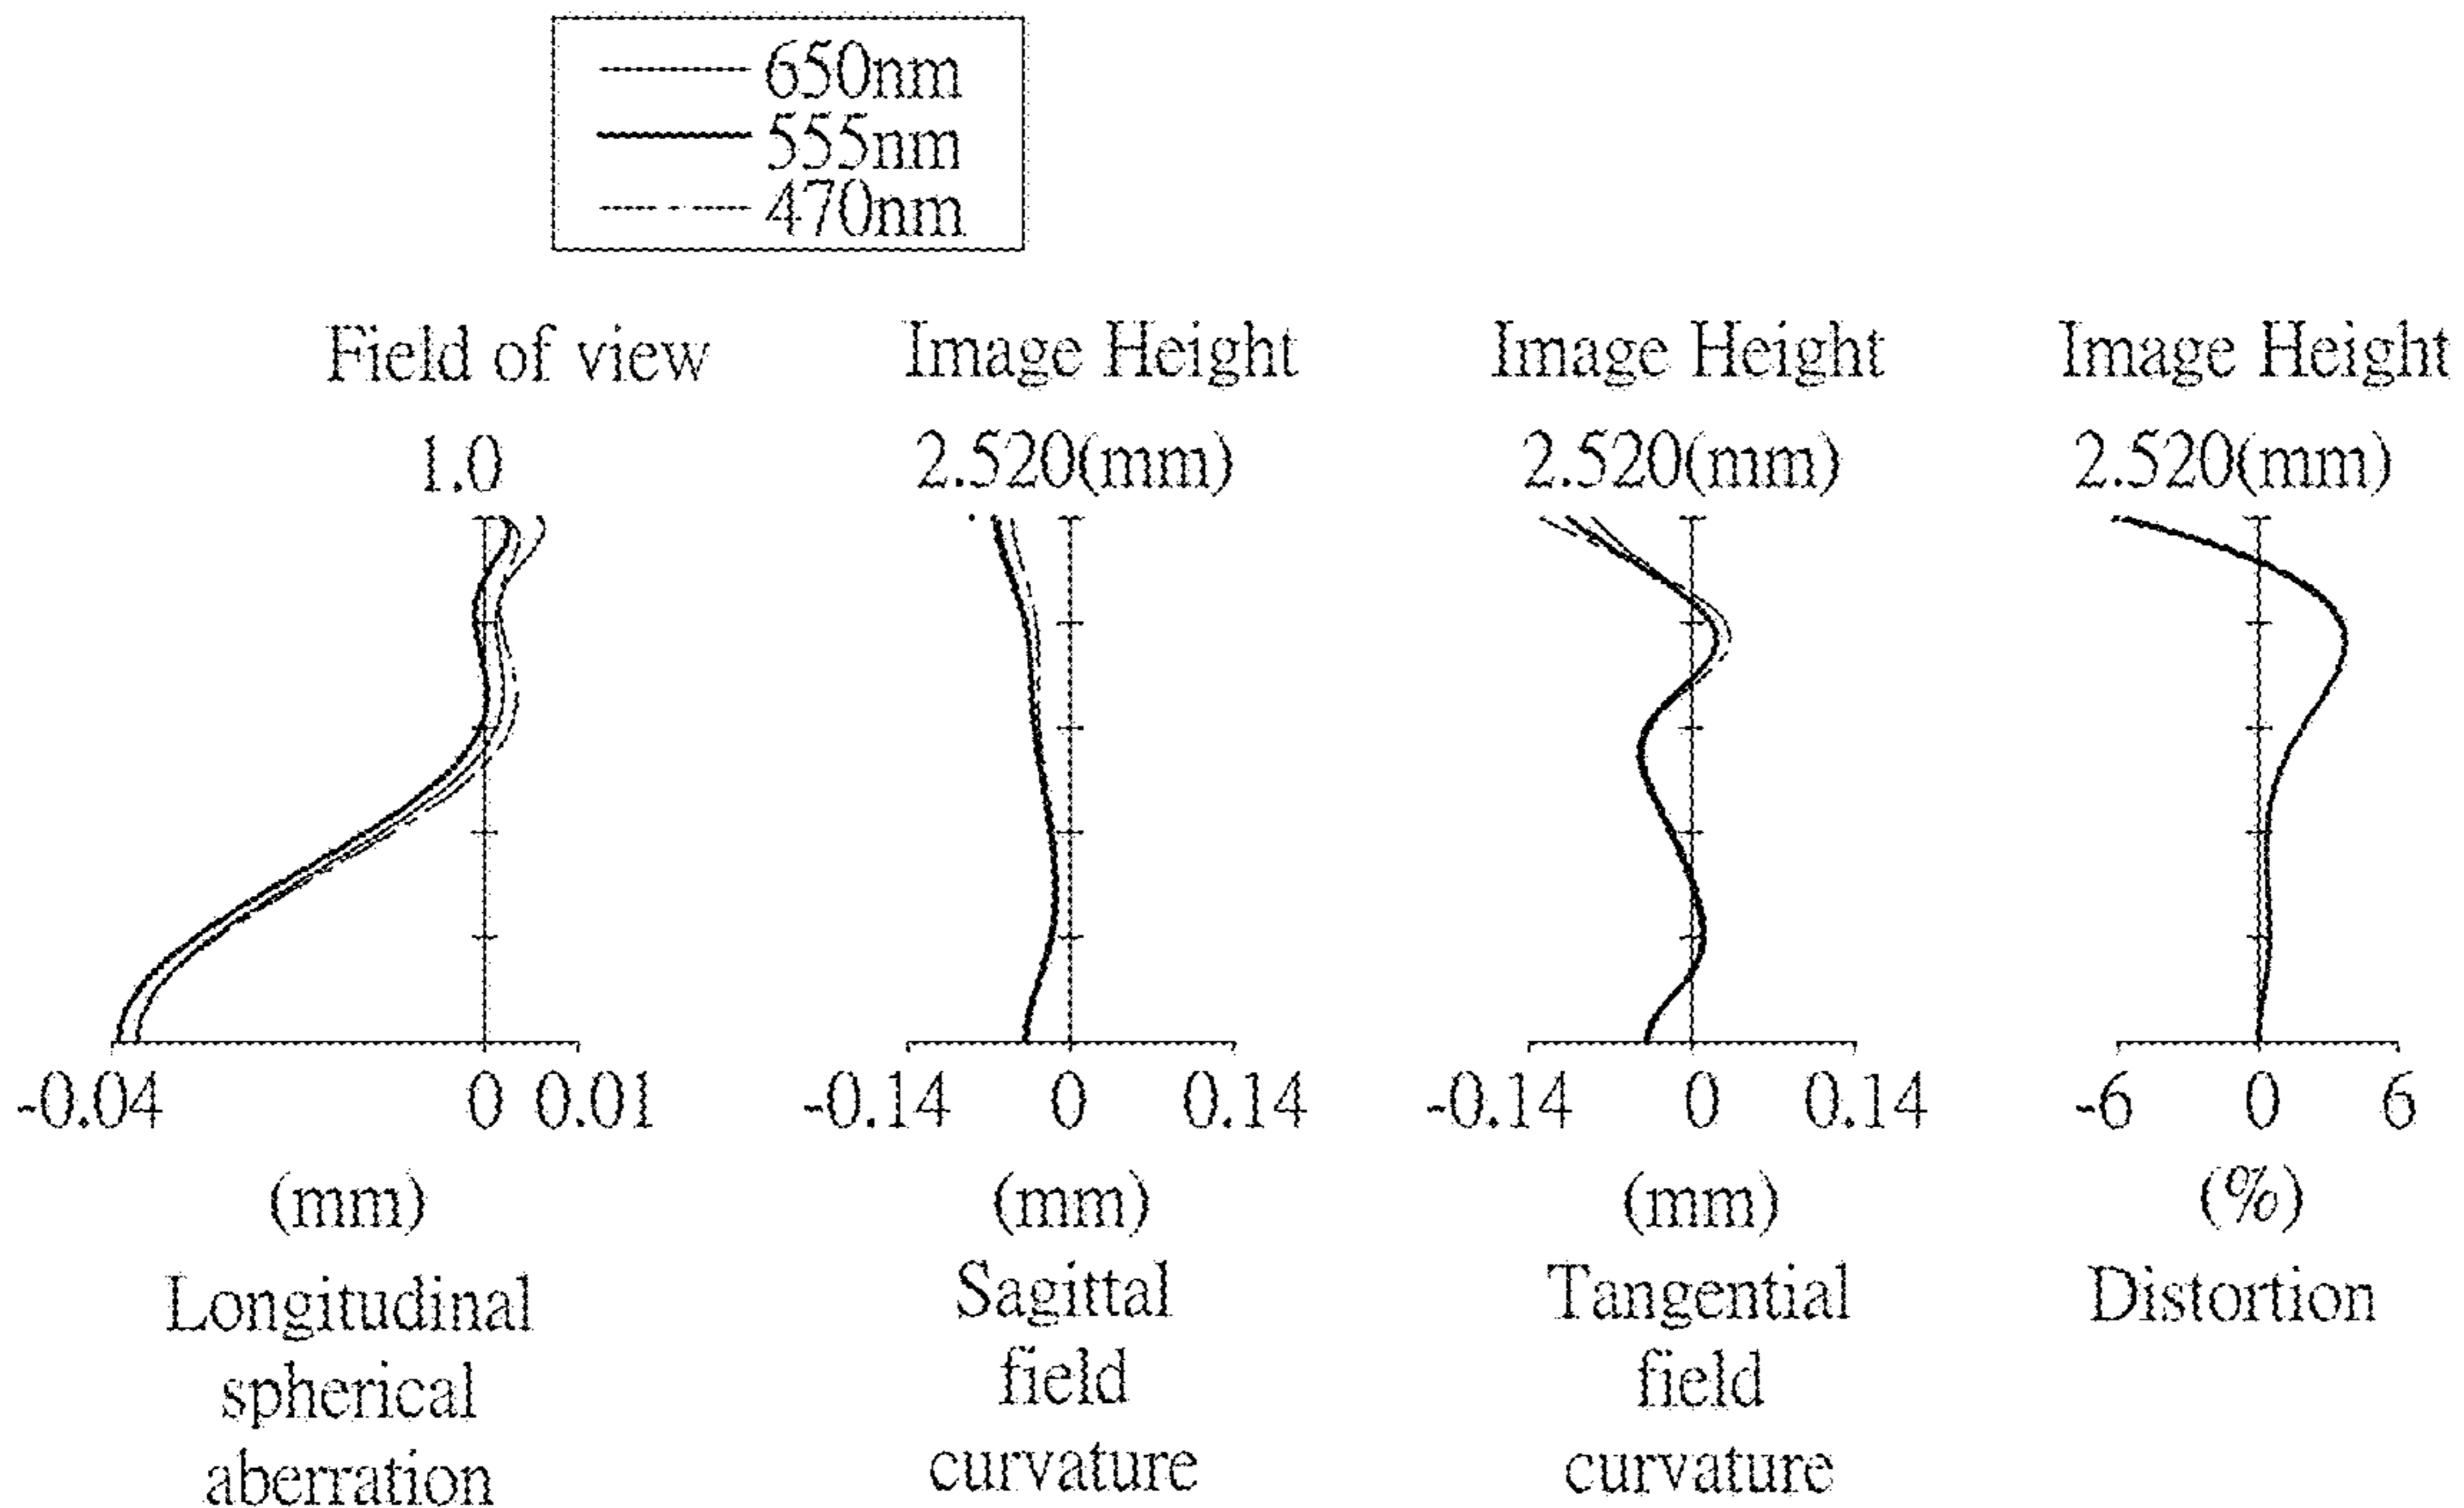 650nm
555nm
470nm
Field of view
1.0
-0.04 0 0.01
(mm)
Longitudinal
spherical
aberration
Image Height
2.520(mm)
-0.14 0 0.14
(mm)
Sagittal
field
curvature
Image Height
2.520(mm)
-0.14 0 0.14
(mm)
Tangential
field
curvature
Image Height
2.520(mm)
-6 0 6
(%)
Distortion